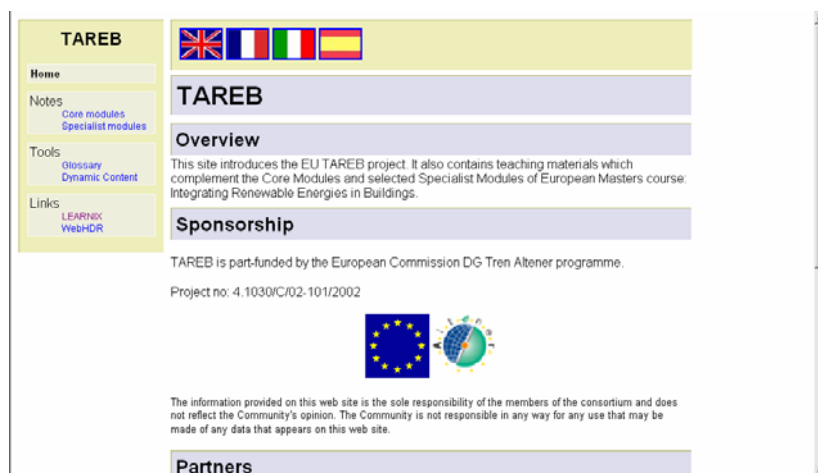 TAREB
Home
Notes
Core modules
Specialist modules
Tools
Glossary
Dynamic Content
Links
LEARNIX
WebHDR
TAREB
Overview
This site introduces the EU TAREB project. It also contains teaching materials which
complement the Core Modules and selected Specialist Modules of European Masters course:
Integrating Renewable Energies in Buildings.
Sponsorship
TAREB is part-funded by the European Commission DG Tren Altener programme.
Project no: 4.1030/C/02-101/2002
Altener
The information provided on this web site is the sole responsibility of the members of the consortium and does
not reflect the Community's opinion. The Community is not responsible in any way for any use that may be
made of any data that appears on this web site.
Partners